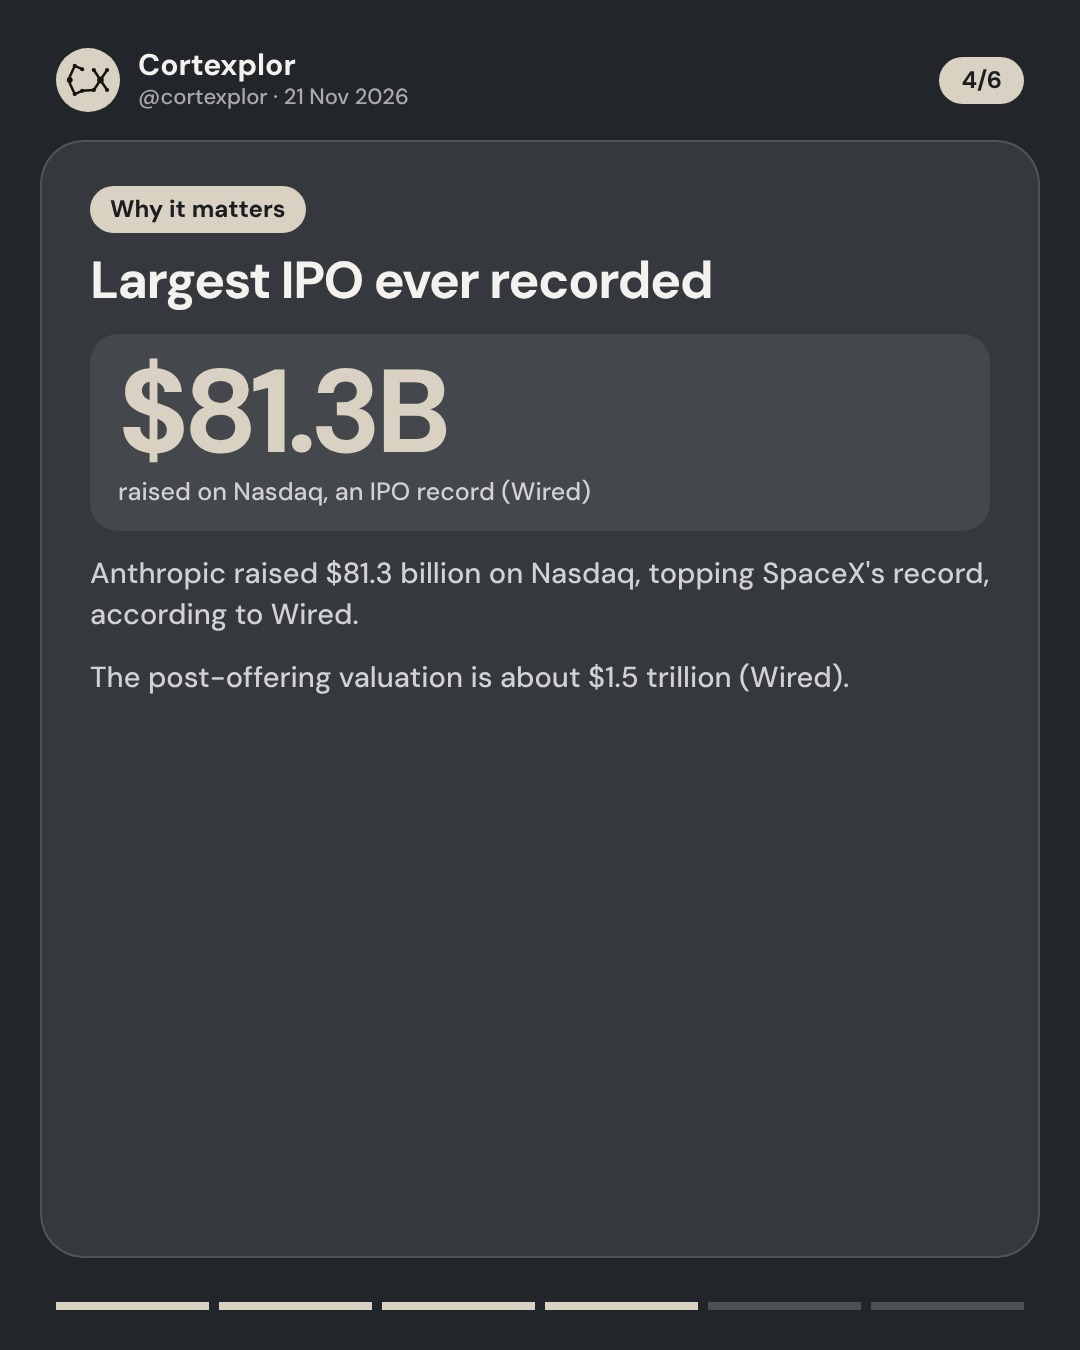 Cortexplor
@cortexplor · 21 Nov 2026
4/6
Why it matters
Largest IPO ever recorded
$81.3B
raised on Nasdaq, an IPO record (Wired)
Anthropic raised $81.3 billion on Nasdaq, topping SpaceX's record,
according to Wired.
The post-offering valuation is about $1.5 trillion (Wired).